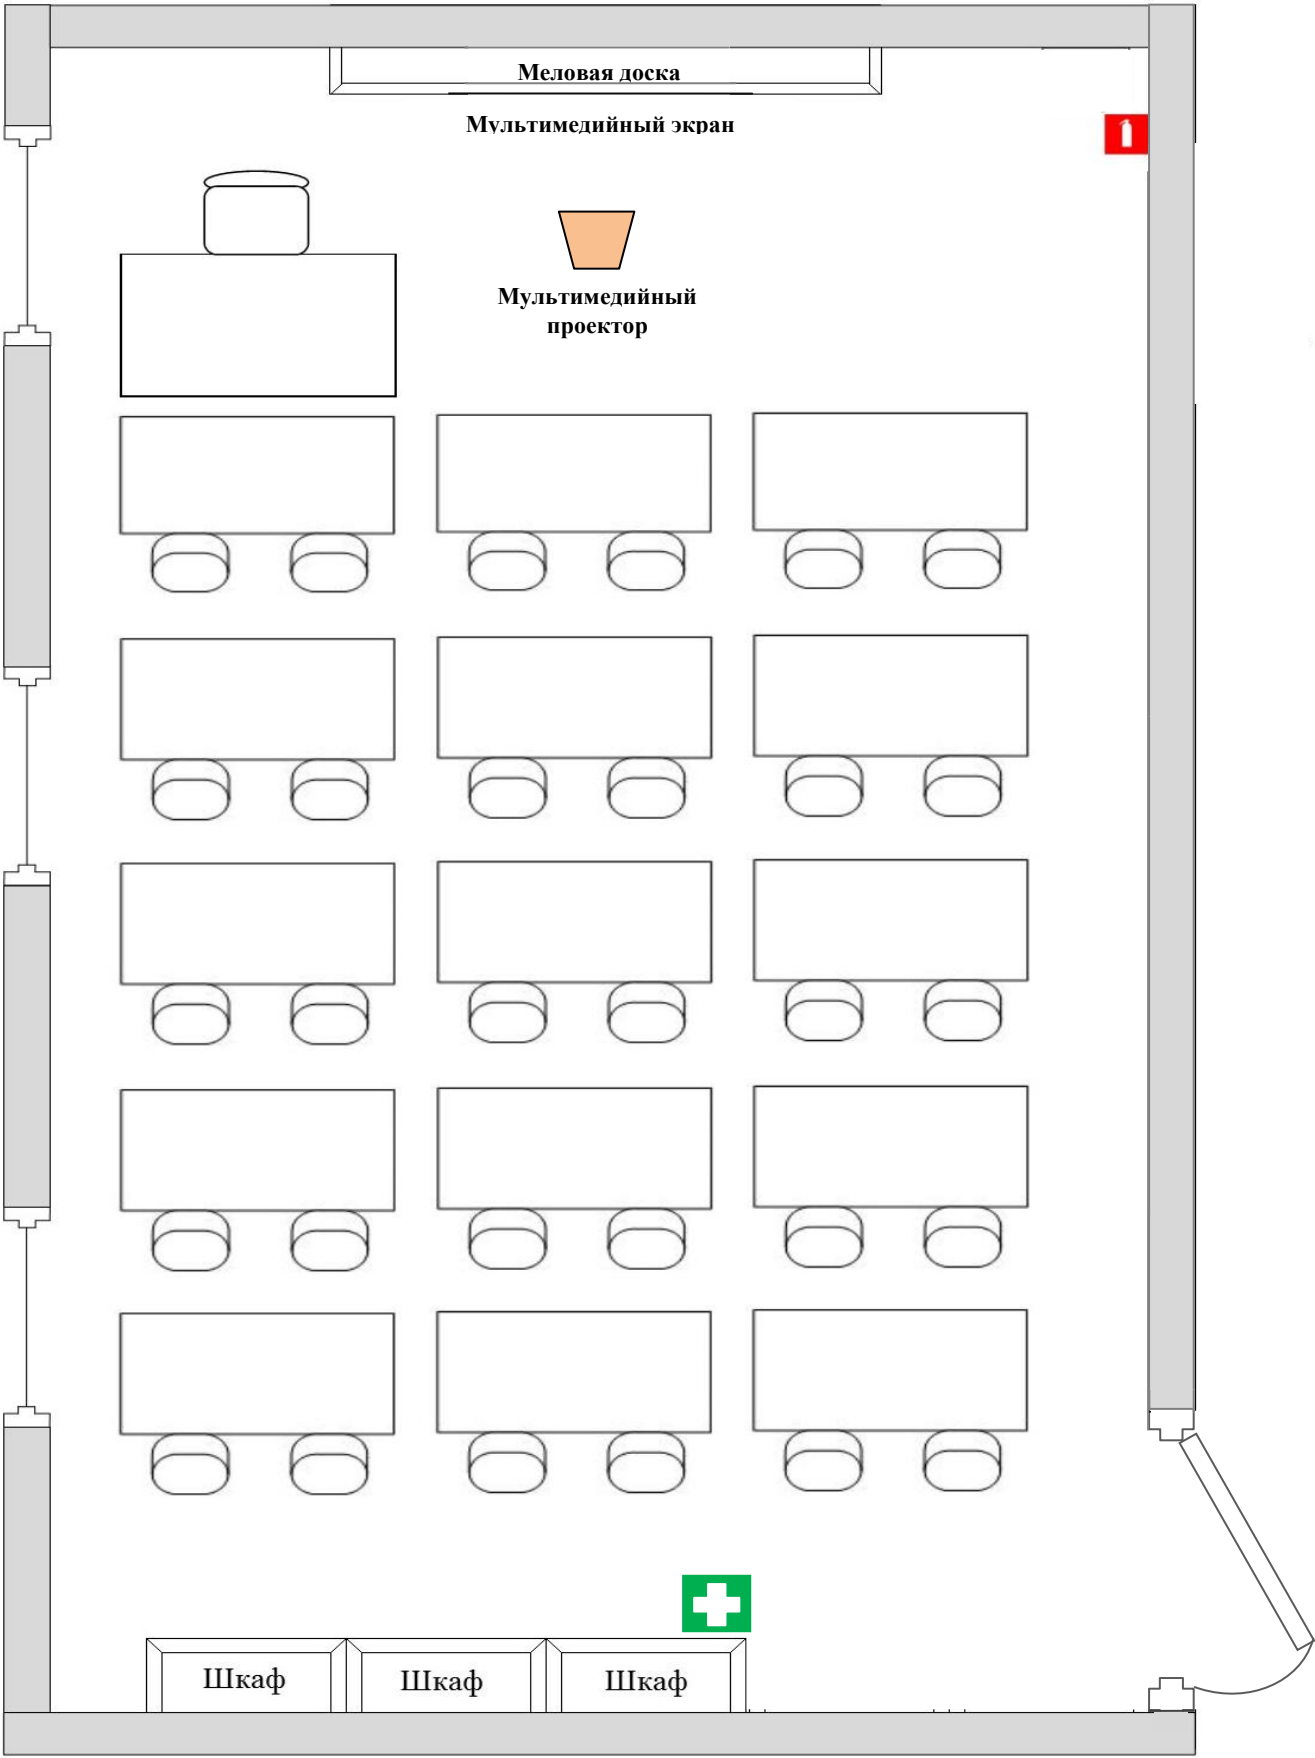 Меловая доска
Мультимедийный экран
Мультимедийный
проектор
Шкаф Шкаф Шкаф